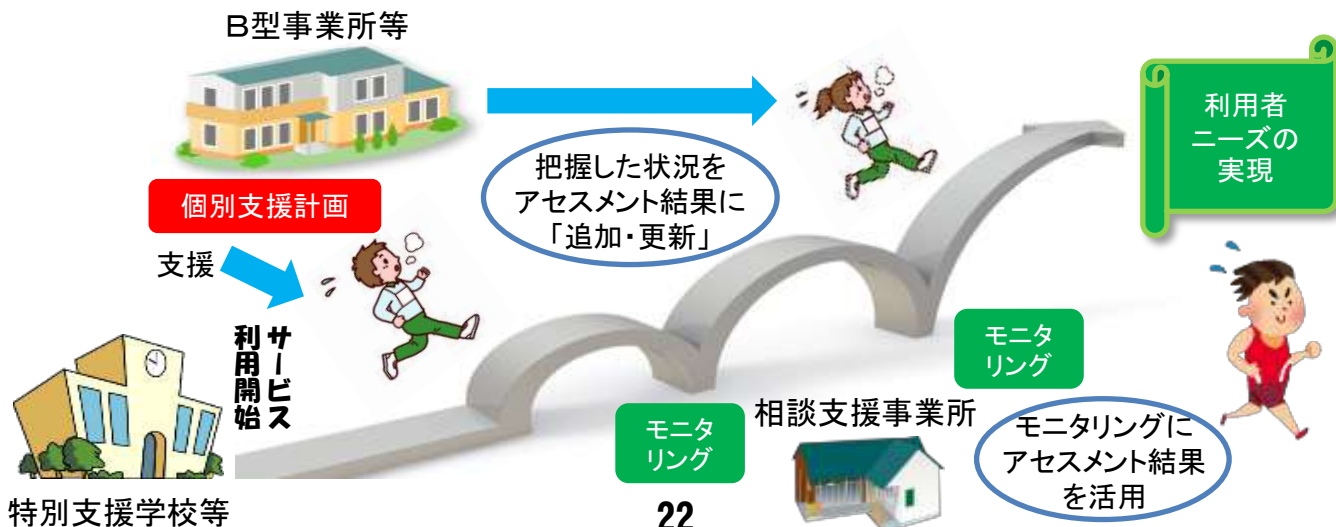 B型事業所等
個別支援計画
支援
サービス
利用開始
特別支援学校等
把握した状況を
アセスメント結果に
「追加・更新」
利用者
ニーズの
実現
モニタ
リング
相談支援事業所
モニタ
リング
モニタリングに
アセスメント結果
を活用
22